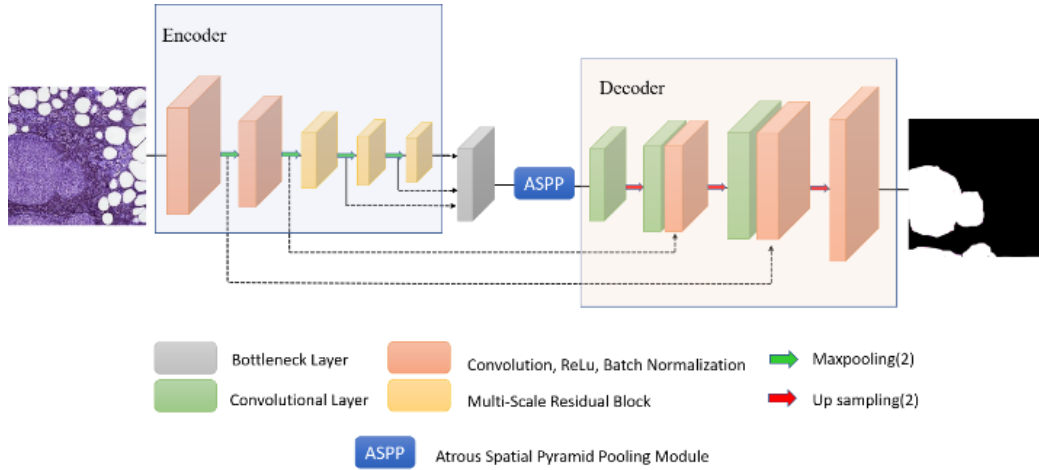 Encoder
Decoder
ASPP
Bottleneck Layer
Convolution, ReLu, Batch Normalization
Maxpooling(2)
Convolutional Layer
Multi-Scale Residual Block
Up sampling(2)
ASPP
Atrous Spatial Pyramid Pooling Module